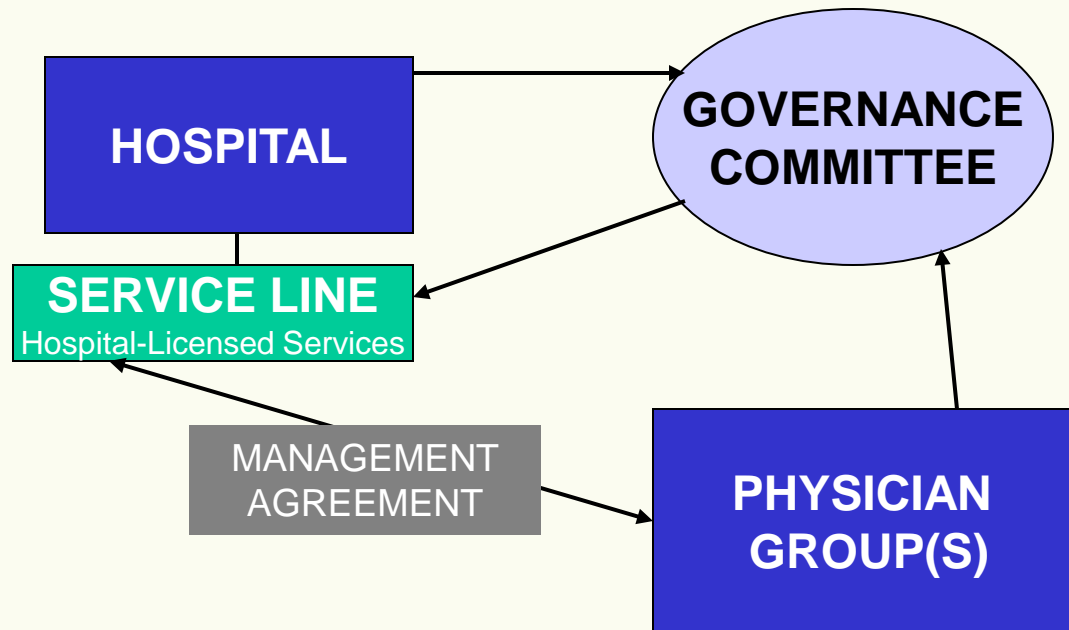 HOSPITAL
GOVERNANCE
COMMITTEE
SERVICE LINE
Hospital-Licensed Services
MANAGEMENT
AGREEMENT
PHYSICIAN
GROUP(S)